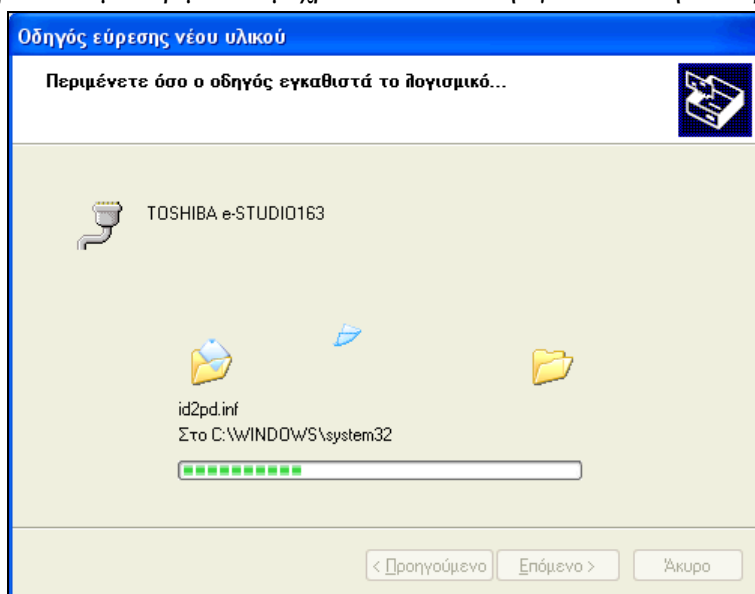 Οδηγός εύρεσης νέου υλικού
Περιμένετε όσο ο οδηγός εγκαθιστά το λογισμικό...
TOSHIBA e-STUDIO163
id2pd.inf
Στο C:\WINDOWS\system32
< Προηγούμενο
Επόμενο >
Άκυρο